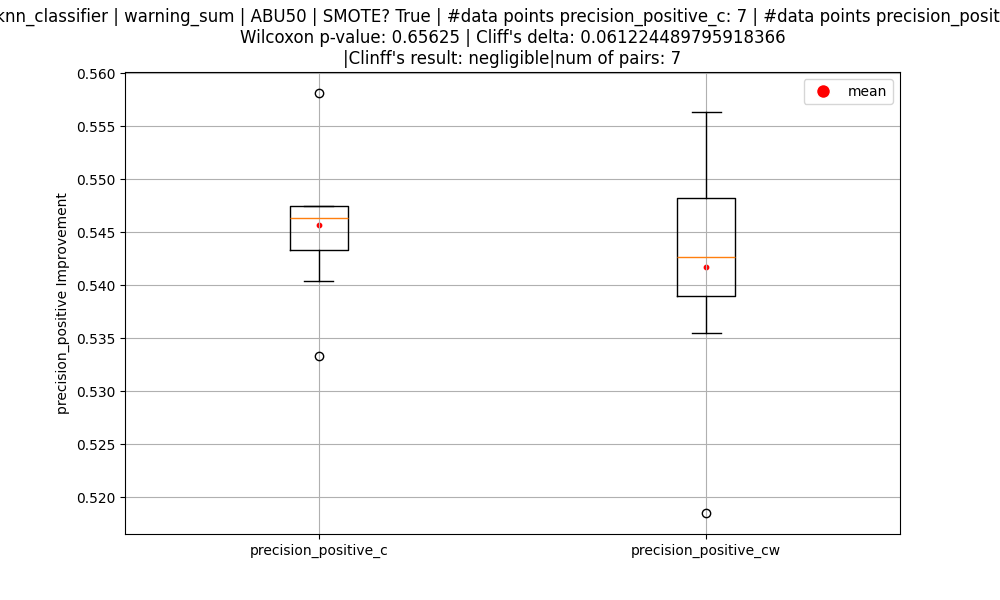 knn_classifier | warning_sum | ABU50 | SMOTE? True | #data points precision_positive_c: 7 | #data points
Wilcoxon p-value: 0.65625 | Cliff's delta: 0.061224489795918366
|Clinff's result: negligible|num of pairs: 7
mean
precision_positive Improvement
0.560
0.555
0.550
0.545
0.540
0.535
0.530
0.525
0.520
precision_positive_c
precision_positive_cw